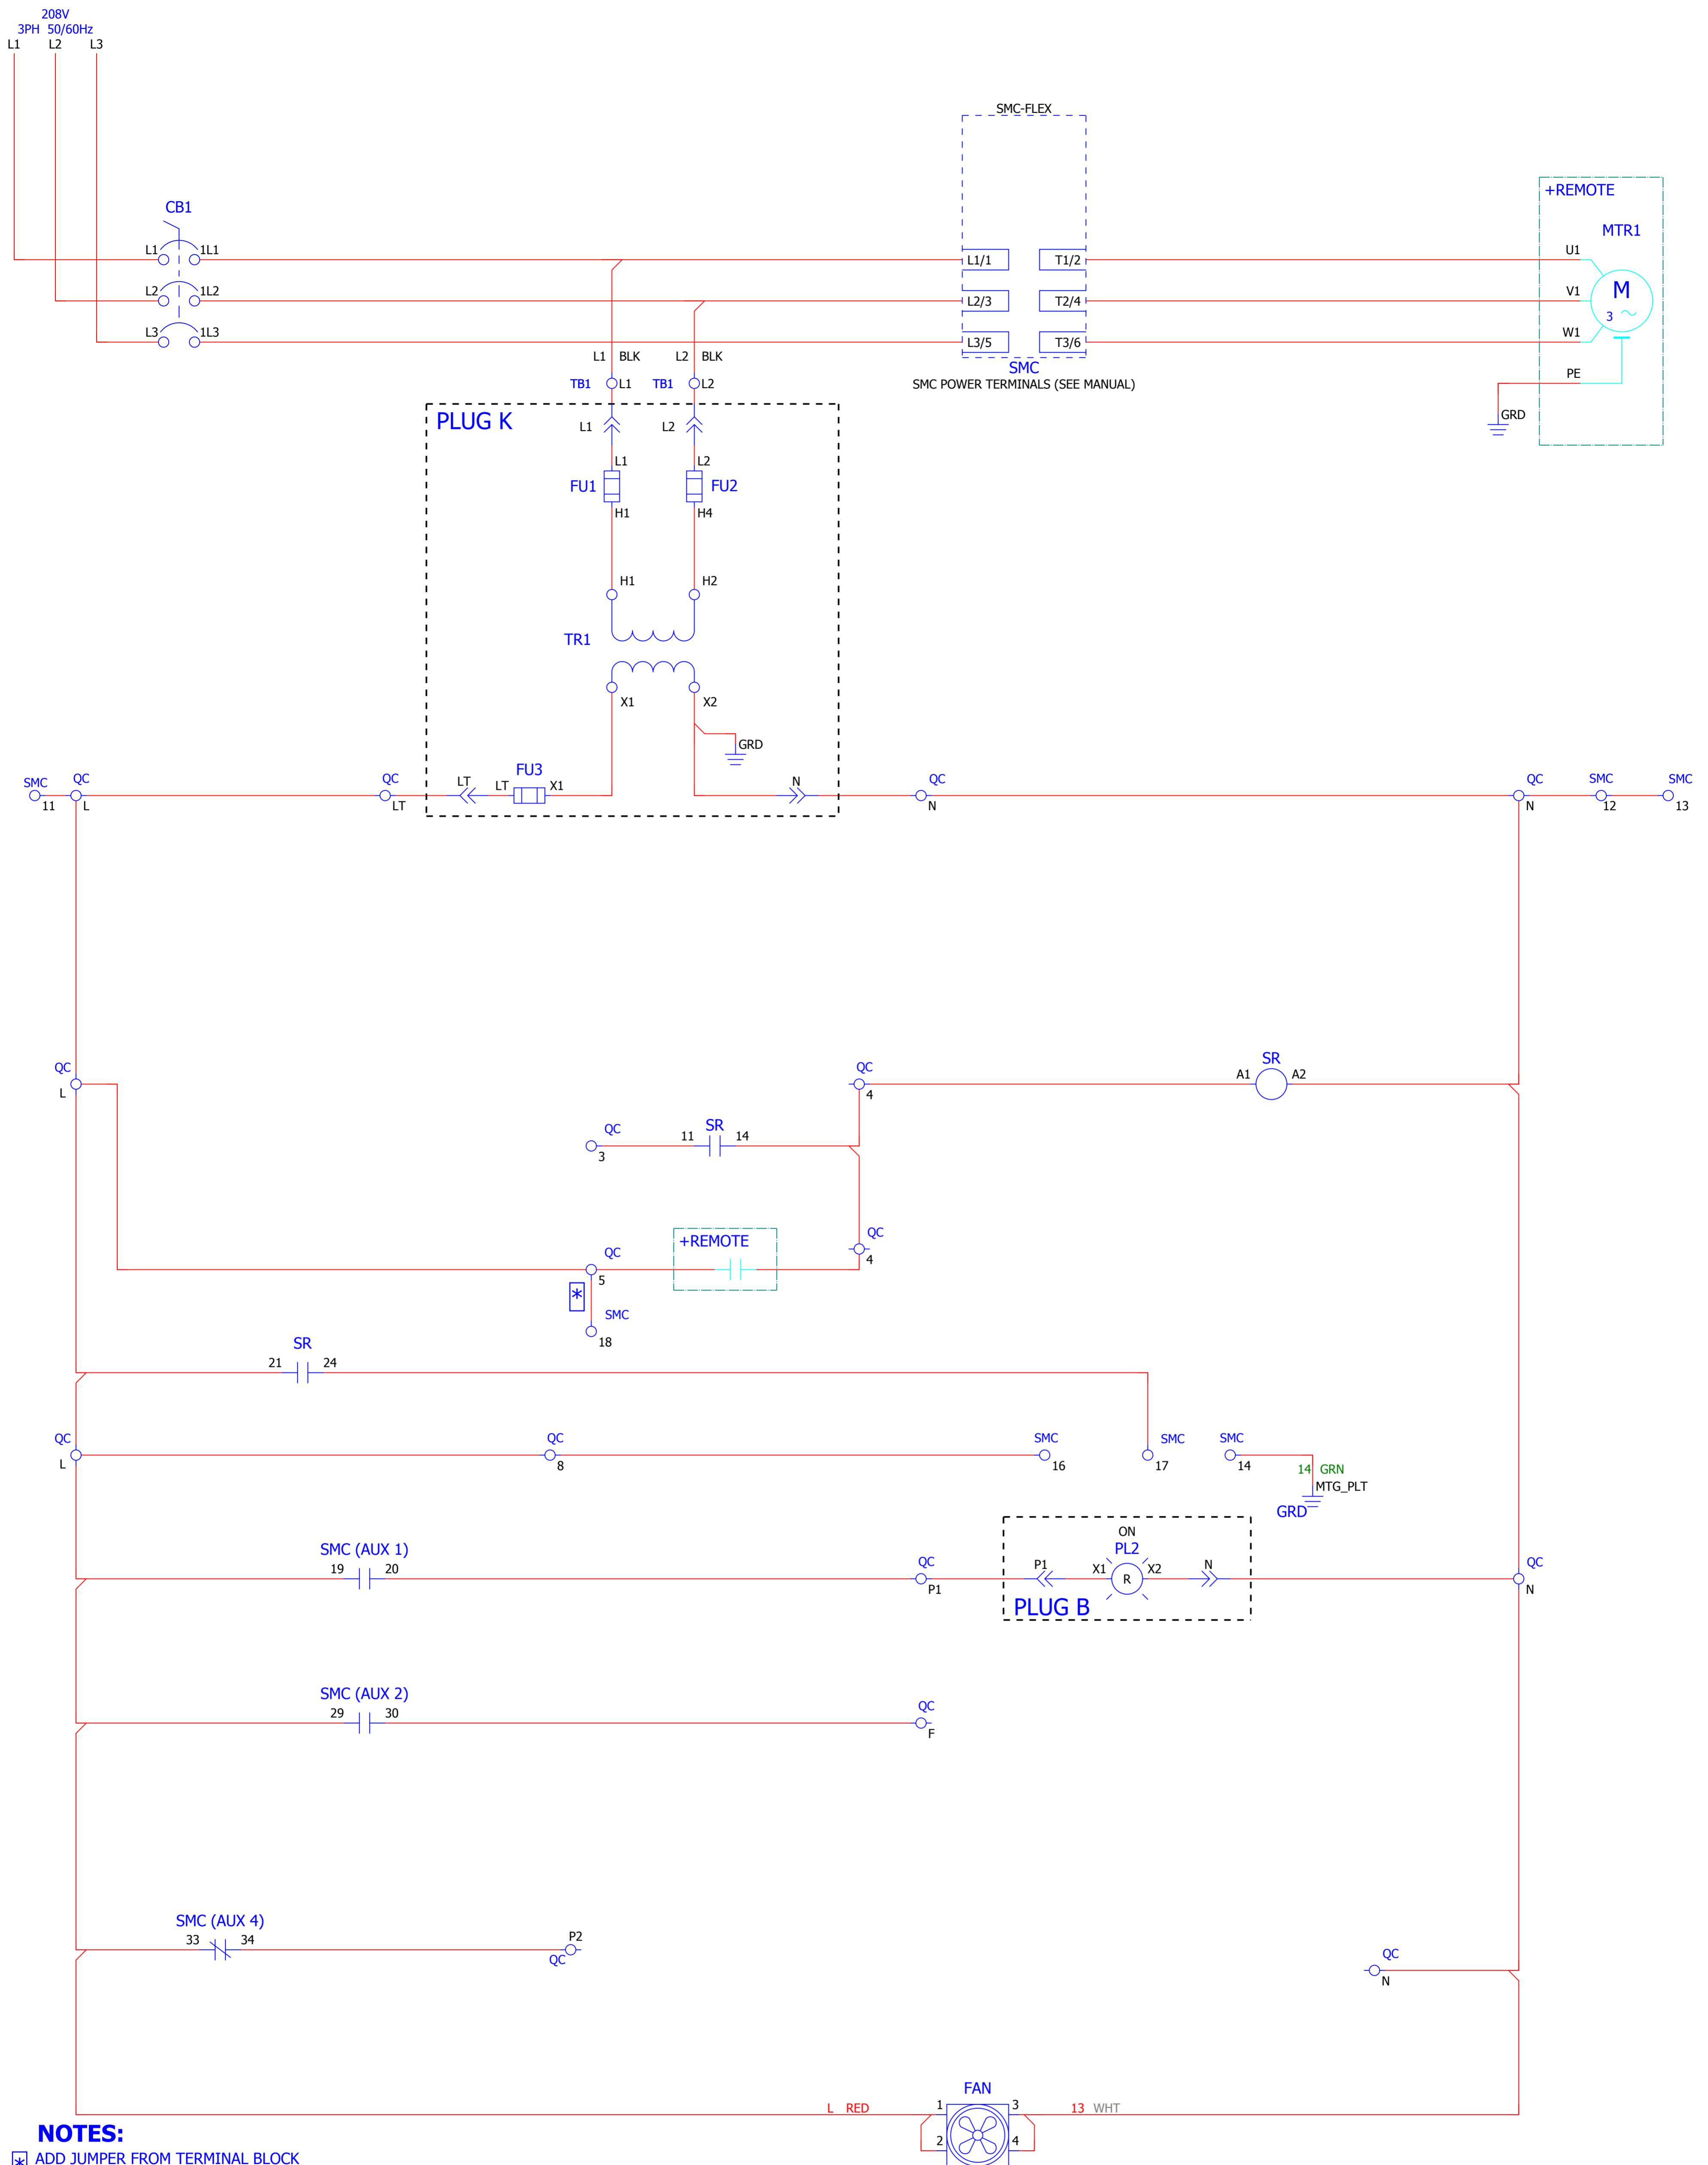 208V
3PH 50/60Hz
L1 L2 L3
SMC-FLEX
+REMOTE
CB1
MTR1
L1 1L1
L1/1 T1/2
U1
L2 1L2
L2/3 T2/4
V1
M
3
L3 1L3
L3/5 T3/6
W1
L1 BLK L2 BLK
SMC
SMC POWER TERMINALS (SEE MANUAL)
PE
TB1 L1 TB1 L2
GRD
PLUG K
L1 L2
L1 L2
FU1 FU2
H1 H4
H1 H2
TR1
X1 X2
GRD
FU3
SMC QC QC LT LT X1 N QC QC SMC SMC
11 L LT N N 12 13
QC QC SR
A1 A2
L 4
QC SR
11 14
3
+REMOTE
QC QC
5 4
*
SMC
18
SR
21 24
QC QC SMC SMC SMC
L 8 16 17 14
14 GRN
MTG_PLT
GRD
ON
PL2
SMC (AUX 1)
19 20
QC P1 X1 R X2 N QC
P1 N
PLUG B
SMC (AUX 2)
29 30
QC
F
SMC (AUX 4)
33 34
P2
QC
QC
N
FAN
L RED 1 3 13 WHT
2 4
NOTES:
* ADD JUMPER FROM TERMINAL BLOCK